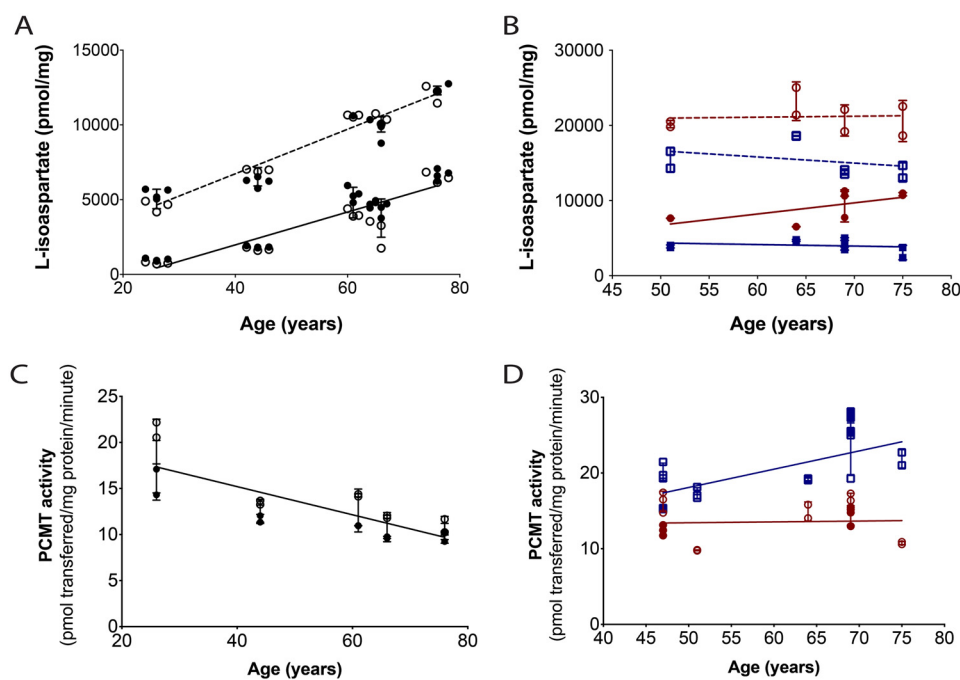 A
L-isoaspartate (pmol/mg)
15000
10000
5000
0
20 40 60 80
Age (years)
B
L-isoaspartate (pmol/mg)
30000
20000
10000
0
45 50 55 60 65 70 75 80
Age (years)
C
PCMT activity
(pmol transferred/mg protein/minute)
25
20
15
10
5
0
20 40 60 80
Age (years)
D
PCMT activity
(pmol transferred/mg protein/minute)
30
20
10
0
40 45 50 55 60 65 70 75 80
Age (years)